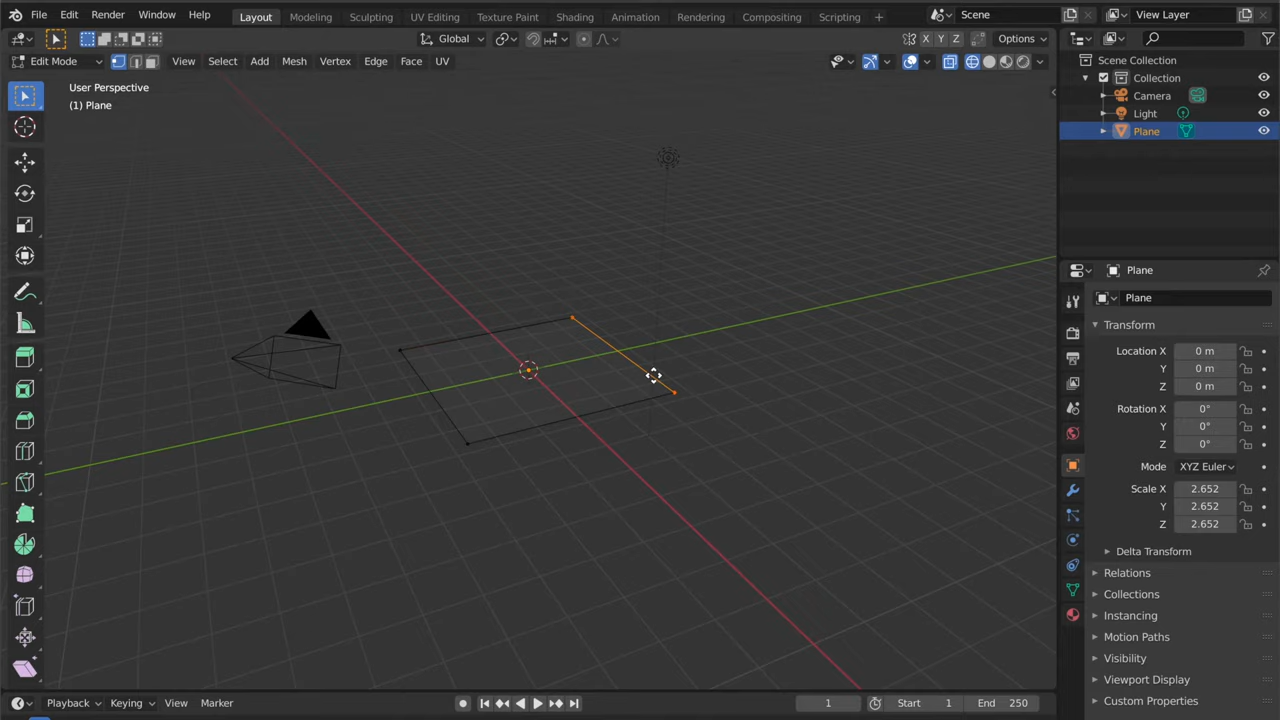 File Edit Render Window Help Layout Modeling Sculpting UV Editing Texture Paint Shading Animation Rendering Compositing Scripting + Scene View Layer
Global X Y Z Options
Edit Mode View Select Add Mesh Vertex Edge Face UV
Scene Collection
Collection
Camera
Light
Plane
User Perspective
(1) Plane
Plane
Plane
Transform
Location X 0 m
Y 0 m
Z 0 m
Rotation X 0°
Y 0°
Z 0°
Mode XYZ Euler
Scale X 2.652
Y 2.652
Z 2.652
Delta Transform
Relations
Collections
Instancing
Motion Paths
Visibility
Viewport Display
Custom Properties
Playback Keying View Marker 1 Start 1 End 250